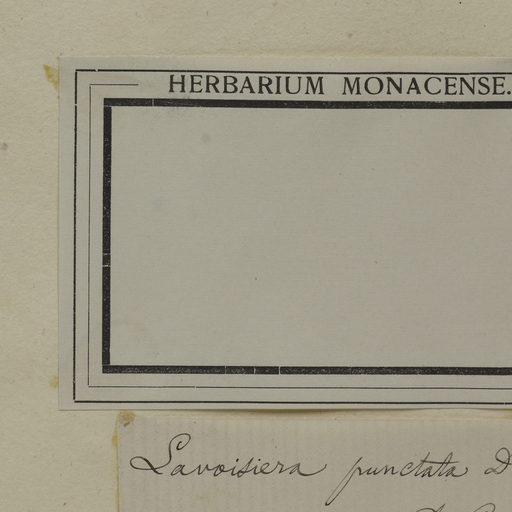 HERBARIUM MONACENSE.
Lavoisiera punctata D